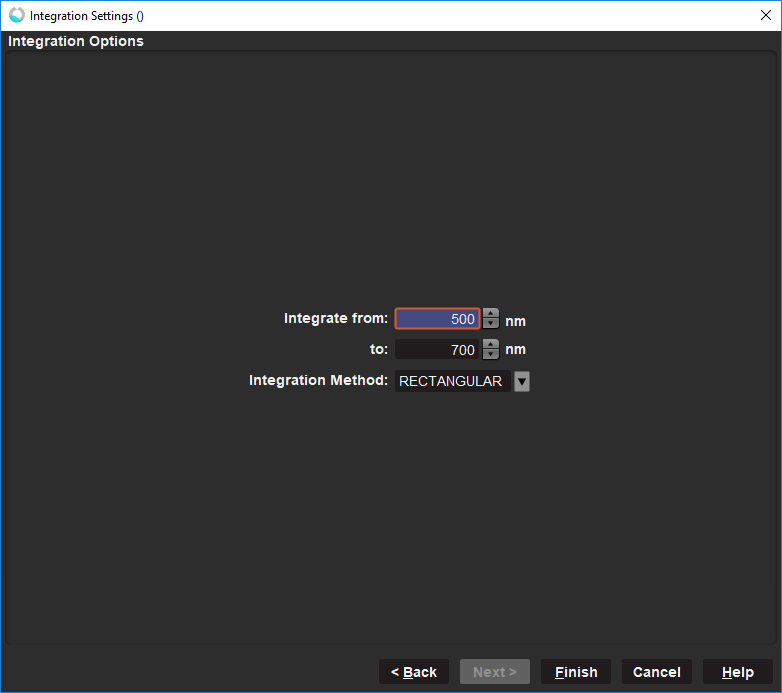 Integration Settings ()
Integration Options
Integrate from: 500 nm
to: 700 nm
Integration Method: RECTANGULAR
< Back Next > Finish Cancel Help